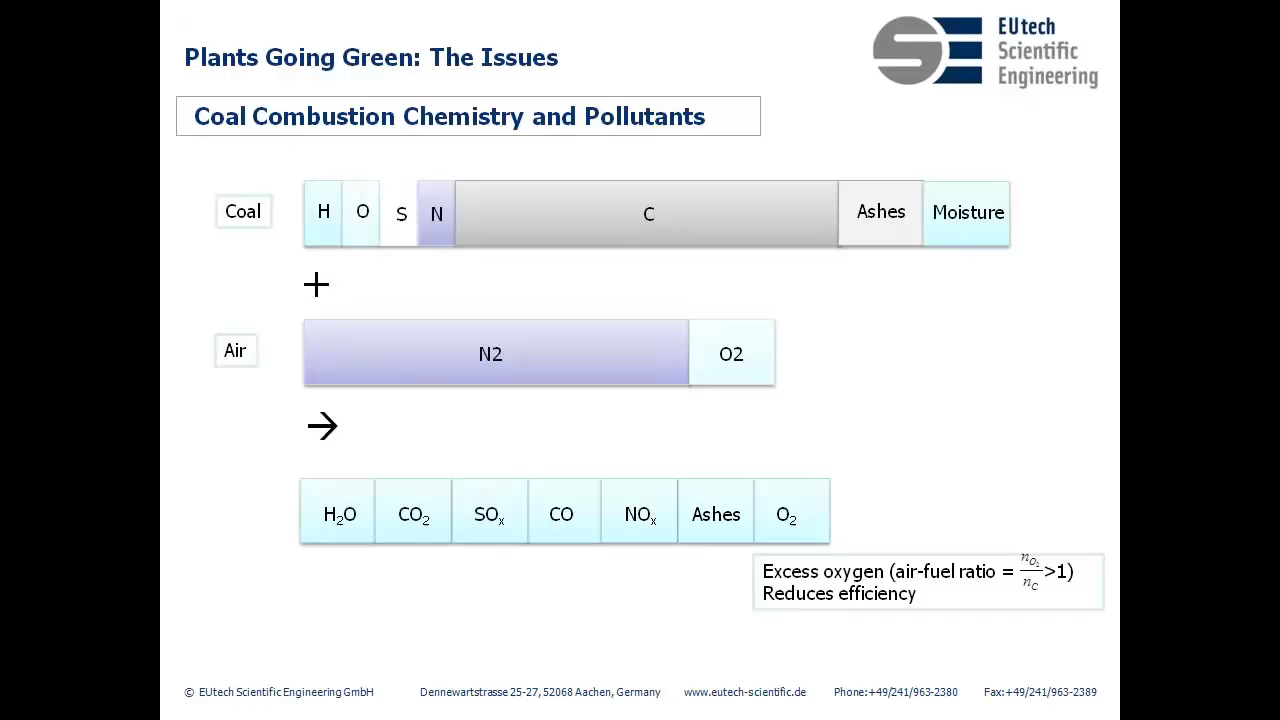 Plants Going Green: The Issues
EUtech
Scientific
Engineering
Coal Combustion Chemistry and Pollutants
Coal
H O S N C Ashes Moisture
+
Air
N2 O2
→
H₂O CO₂ SOₓ CO NOₓ Ashes O₂
Excess oxygen (air-fuel ratio = n_O₂/n_C >1)
Reduces efficiency
© EUtech Scientific Engineering GmbH Dennewartstrasse 25-27, 52068 Aachen, Germany www.eutech-scientific.de Phone:+49/241/963-2380 Fax:+49/241/963-2389